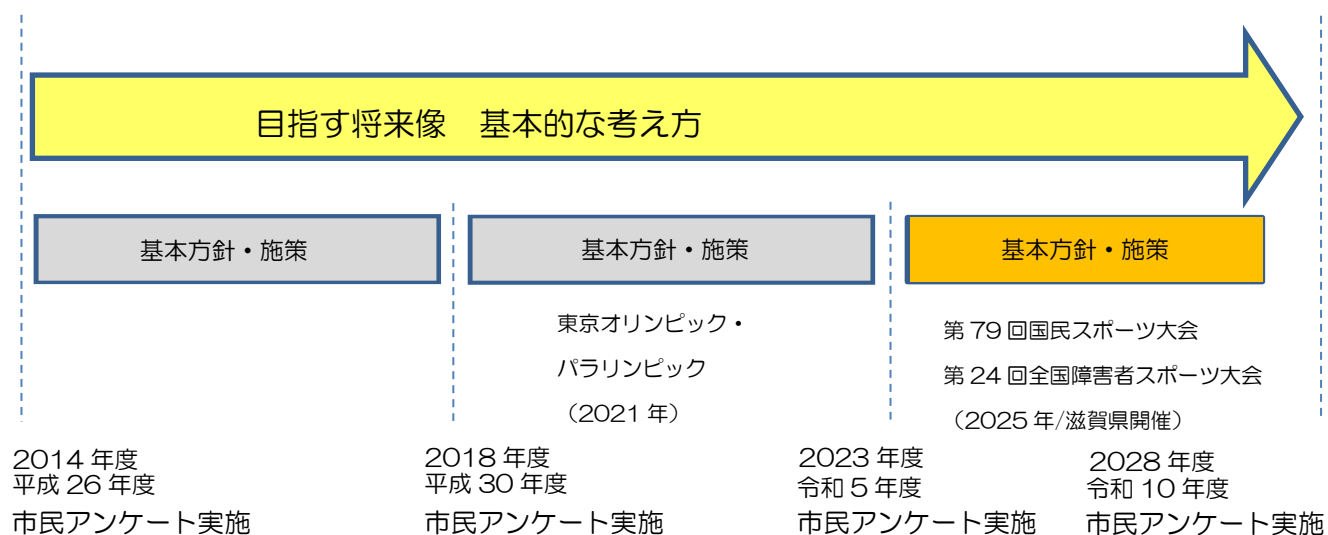 目指す将来像　基本的な考え方
基本方針・施策
基本方針・施策
基本方針・施策
東京オリンピック・
パラリンピック
（2021 年）
第 79 回国民スポーツ大会
第 24 回全国障害者スポーツ大会
（2025 年/滋賀県開催）
2014 年度
平成 26 年度
市民アンケート実施
2018 年度
平成 30 年度
市民アンケート実施
2023 年度
令和 5 年度
市民アンケート実施
2028 年度
令和 10 年度
市民アンケート実施